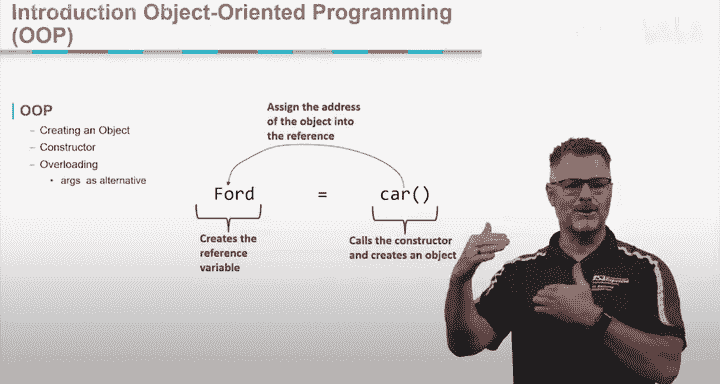 Introduction Object-Oriented Programming
(OOP)
OOP
– Creating an Object
– Constructor
– Overloading
• args as alternative
Assign the address
of the object into
the reference
Ford = car()
Creates the
reference
variable
Calls the constructor
and creates an object